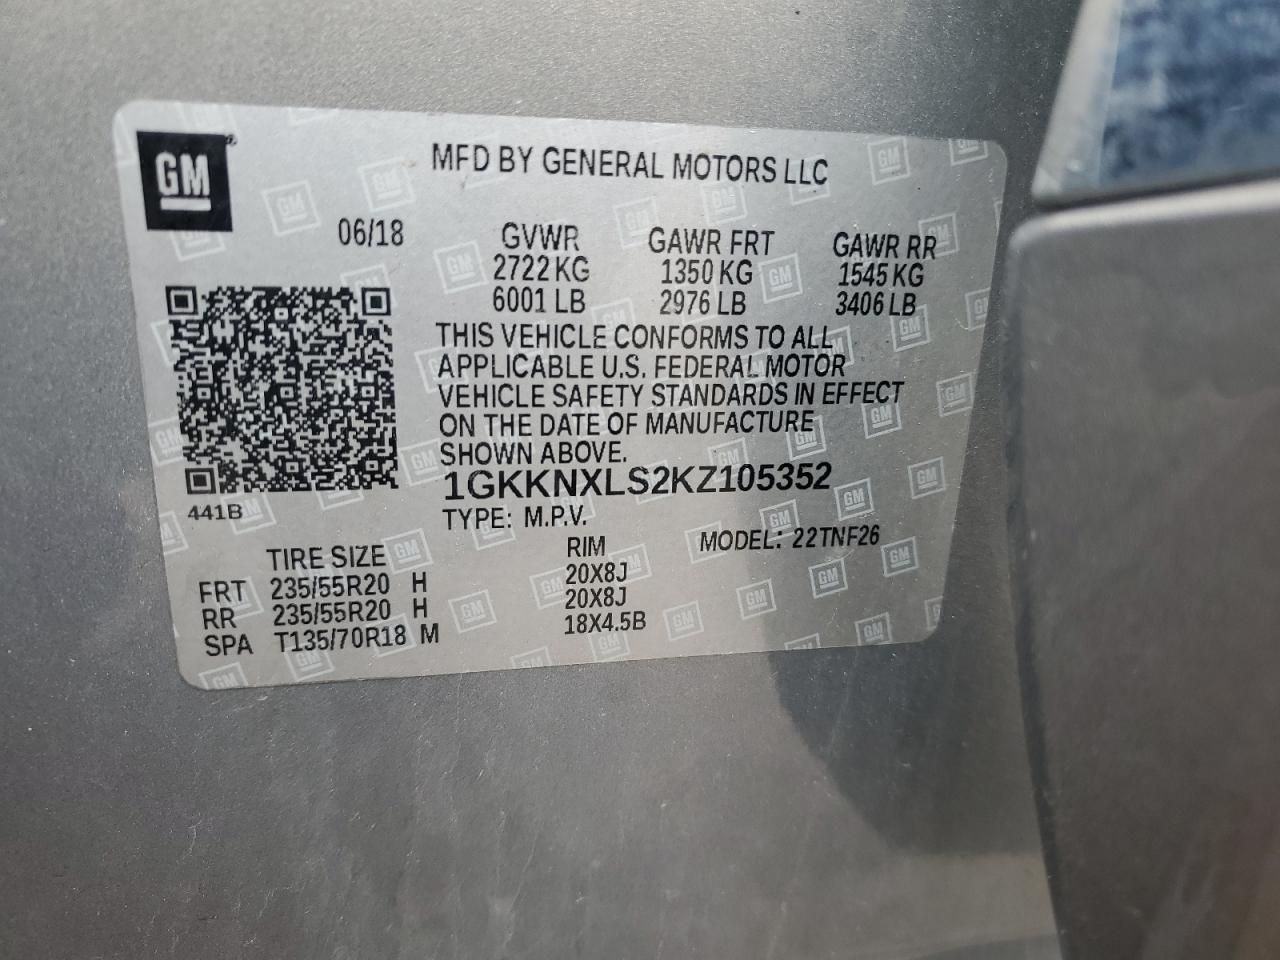 GM
MFD BY GENERAL MOTORS LLC
06/18
GVWR GAWR FRT GAWR RR
2722 KG 1350 KG 1545 KG
6001 LB 2976 LB 3406 LB
THIS VEHICLE CONFORMS TO ALL
APPLICABLE U.S. FEDERAL MOTOR
VEHICLE SAFETY STANDARDS IN EFFECT
ON THE DATE OF MANUFACTURE
SHOWN ABOVE.
1GKKNXLS2KZ105352
441B
TYPE: M.P.V. MODEL: 22TNF26
TIRE SIZE RIM
FRT 235/55R20 H 20X8J
RR 235/55R20 H 20X8J
SPA T135/70R18 M 18X4.5B